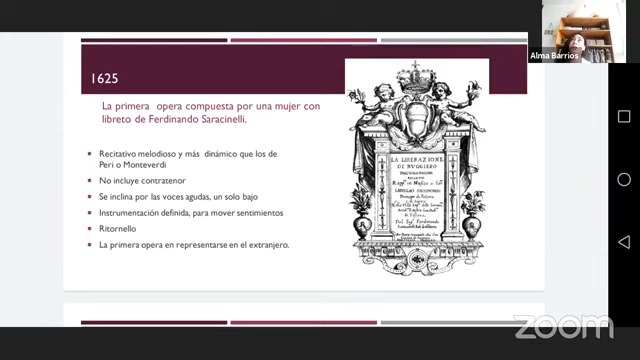 Alma Barrios
1625
La primera opera compuesta por una mujer con
libreto de Ferdinando Saracinelli.
Recitativo melodioso y más dinámico que los de
Peri o Monteverdi
No incluye contratenor
Se inclina por las voces agudas, un solo bajo
Instrumentación definida, para mover sentimientos
Ritornello
La primera opera en representarse en el extranjero.
LA LIBERAZIONE
DI RUGGIERO
zoom